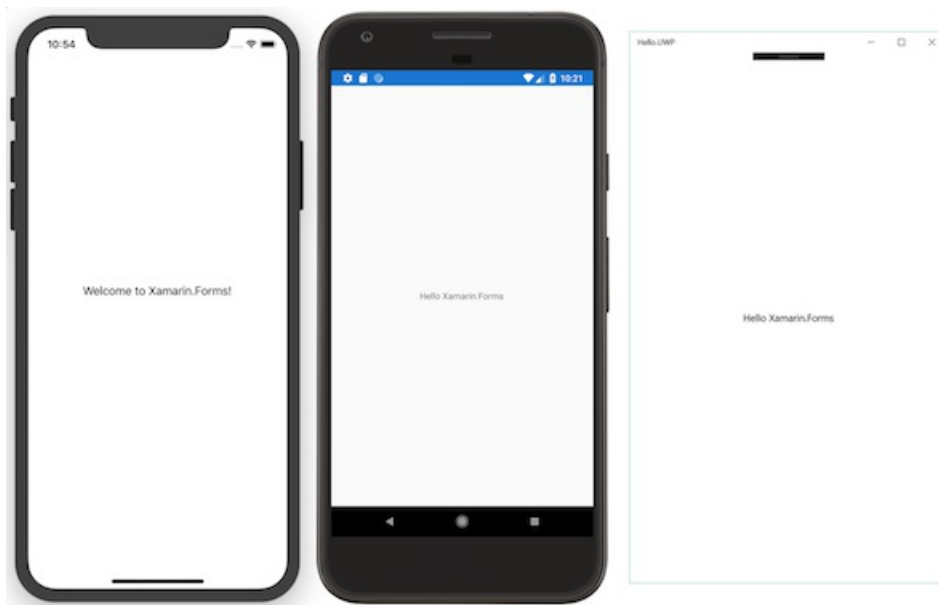 10:54
Welcome to Xamarin.Forms!
10:21
Hello Xamarin.Forms
Hello.UWP
Hello Xamarin.Forms